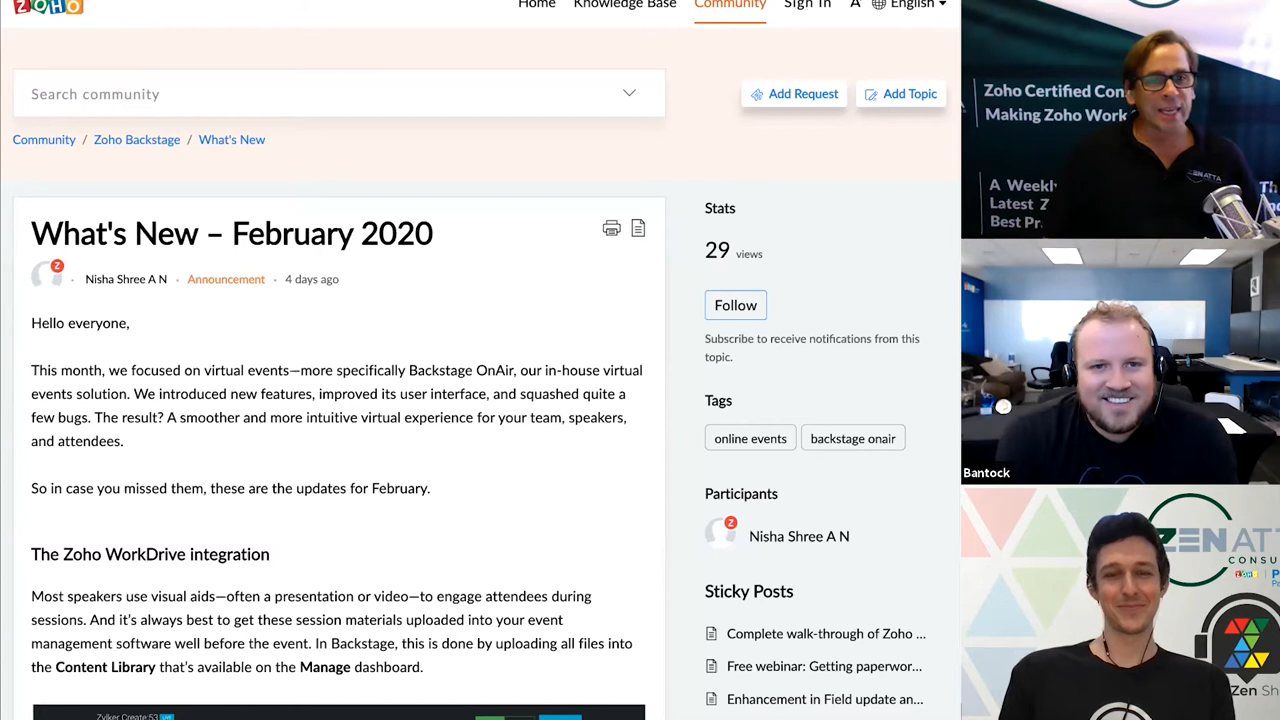 ZOHO
Home Knowledge Base Community Sign In A English
Search community
Add Request Add Topic
Community / Zoho Backstage / What's New
What's New – February 2020
Nisha Shree A N · Announcement · 4 days ago
Hello everyone,
This month, we focused on virtual events—more specifically Backstage OnAir, our in-house virtual
events solution. We introduced new features, improved its user interface, and squashed quite a
few bugs. The result? A smoother and more intuitive virtual experience for your team, speakers,
and attendees.
So in case you missed them, these are the updates for February.
The Zoho WorkDrive integration
Most speakers use visual aids—often a presentation or video—to engage attendees during
sessions. And it's always best to get these session materials uploaded into your event
management software well before the event. In Backstage, this is done by uploading all files into
the Content Library that's available on the Manage dashboard.
Zylker Create:53 Live
Stats
29 views
Follow
Subscribe to receive notifications from this
topic.
Tags
online events backstage onair
Participants
Nisha Shree A N
Sticky Posts
Complete walk-through of Zoho ...
Free webinar: Getting paperwor...
Enhancement in Field update an...
Zoho Certified Con
Making Zoho Work
A Weekly
Latest Z
Best Pr
Th
ZENATTA
Bantock
ZENATT
CONSU
ZOHO P
Zen Sh